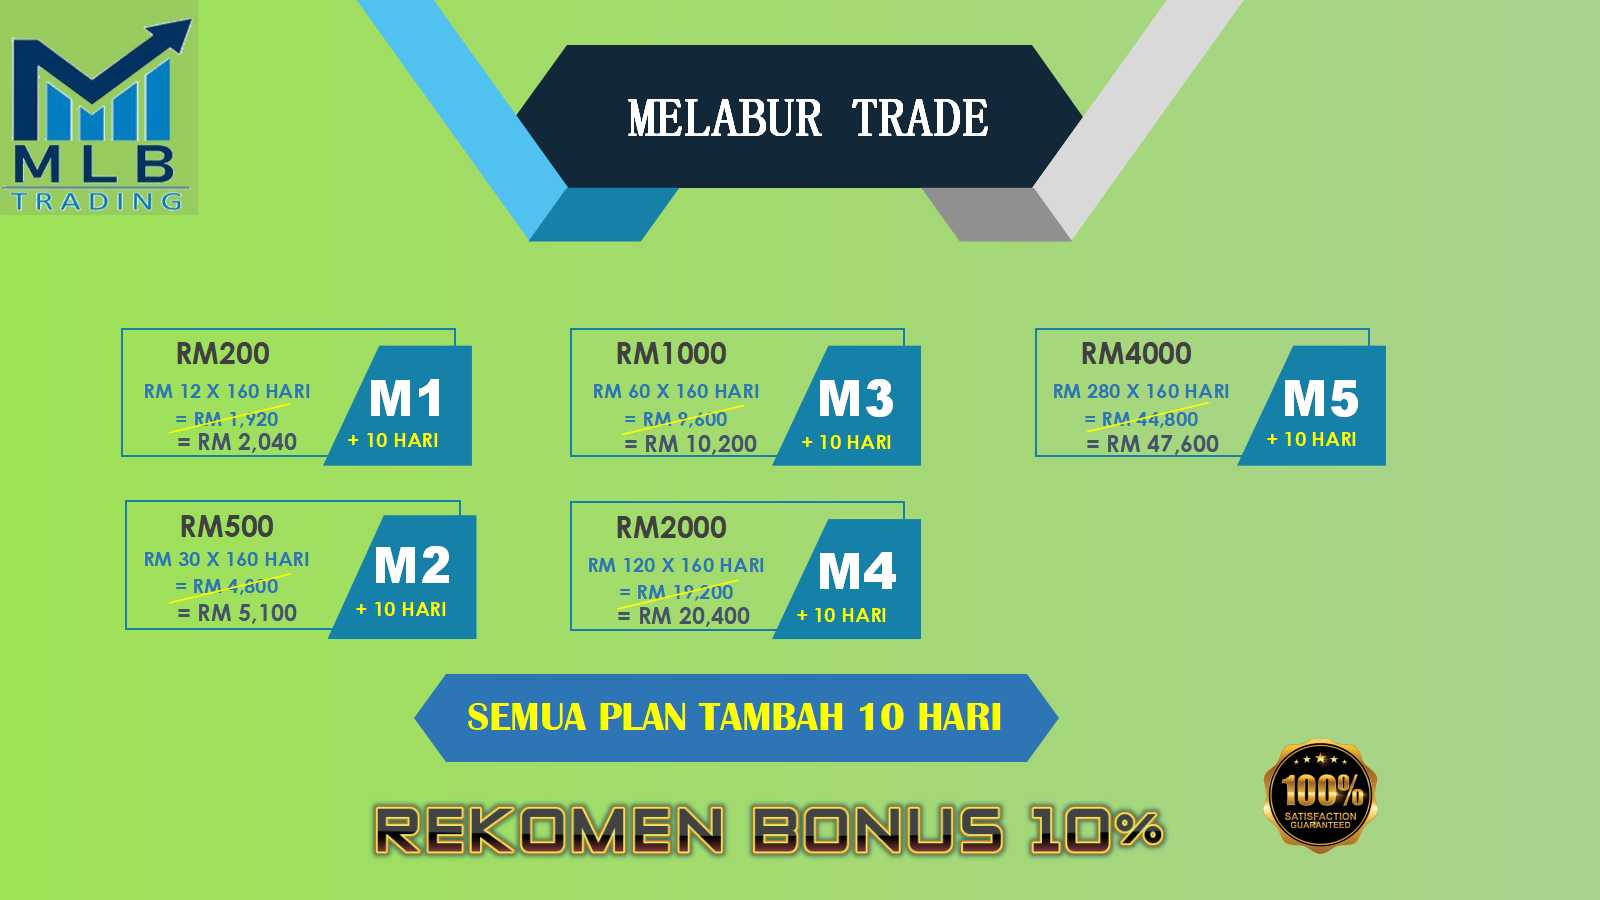 MLB
TRADING
MELABUR TRADE
RM200
RM 12 X 160 HARI
= RM 1,920
= RM 2,040
M1
+ 10 HARI
RM1000
RM 60 X 160 HARI
= RM 9,600
= RM 10,200
M3
+ 10 HARI
RM4000
RM 280 X 160 HARI
= RM 44,800
= RM 47,600
M5
+ 10 HARI
RM500
RM 30 X 160 HARI
= RM 4,800
= RM 5,100
M2
+ 10 HARI
RM2000
RM 120 X 160 HARI
= RM 19,200
= RM 20,400
M4
+ 10 HARI
SEMUA PLAN TAMBAH 10 HARI
REKOMEN BONUS 10%
100%
SATISFACTION
GUARANTEED